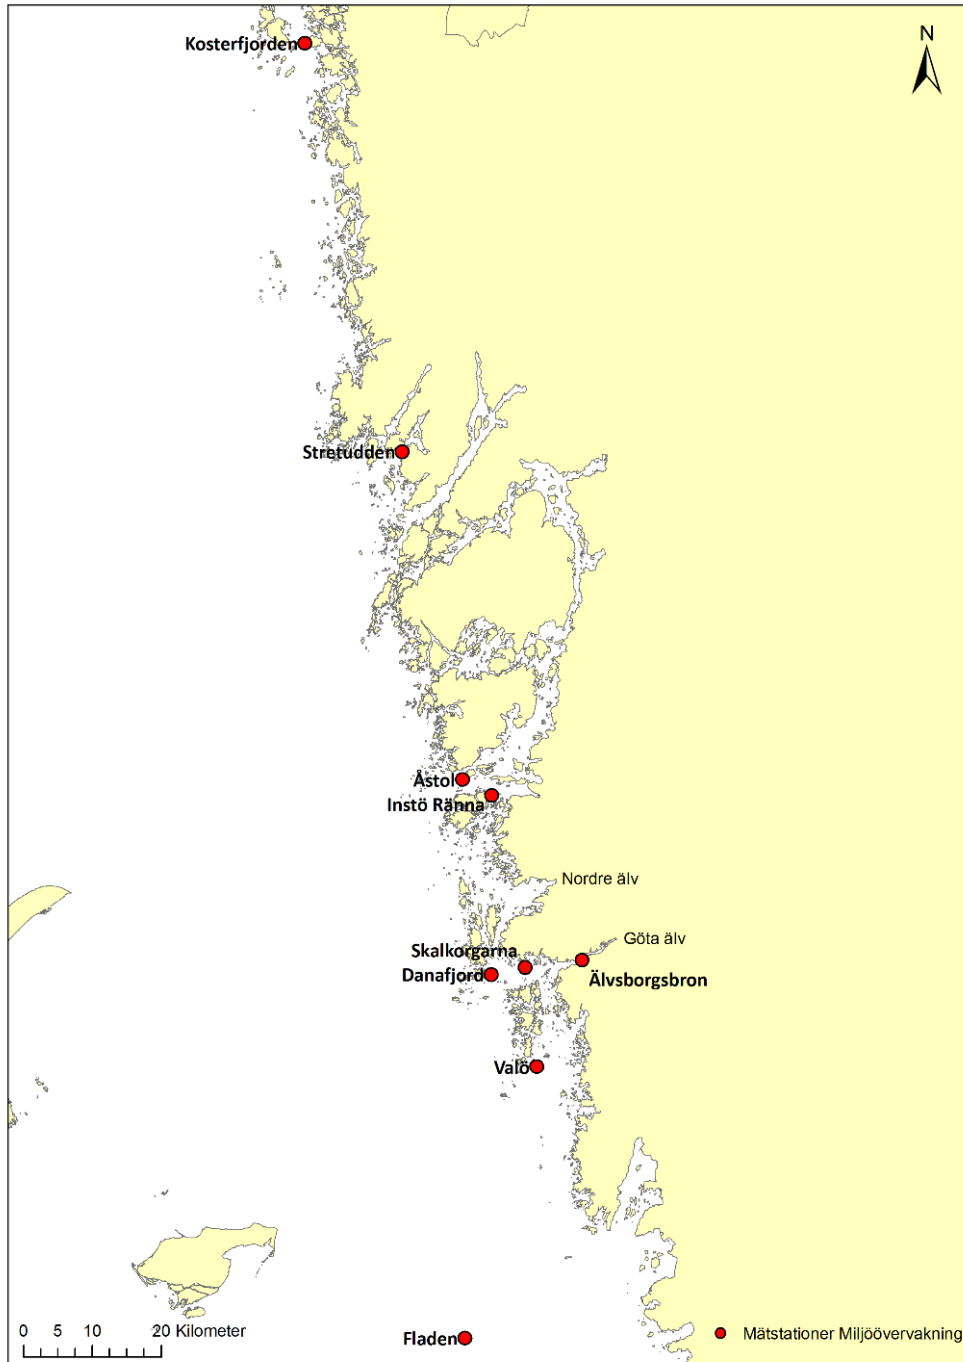 Kosterfjorden
N
Stretudden
Åstol
Instö Ränna
Nordre älv
Göta älv
Skalkorgarna
Danafjord
Älvsborgsbron
Valö
0 5 10 20 Kilometer
Fladen
Mätstationer Miljöövervakning